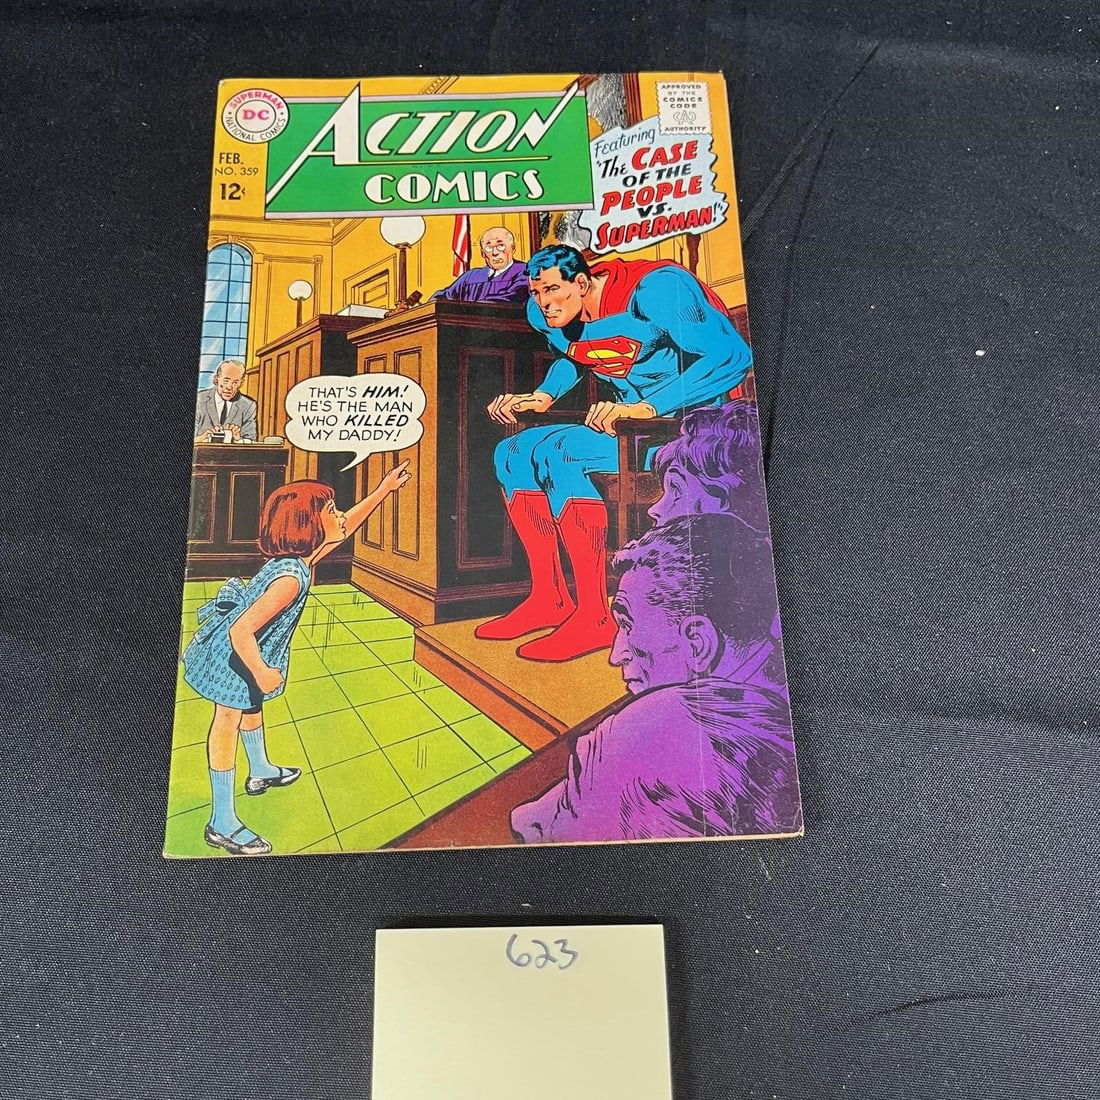 SUPERMAN
DC
NATIONAL COMICS
FEB.
NO. 359
12¢
ACTION
COMICS
APPROVED
BY THE
COMICS
CODE
CA
AUTHORITY
Featuring
"The CASE
OF THE
PEOPLE
VS.
SUPERMAN!"
THAT'S HIM!
HE'S THE MAN
WHO KILLED
MY DADDY!
S
623